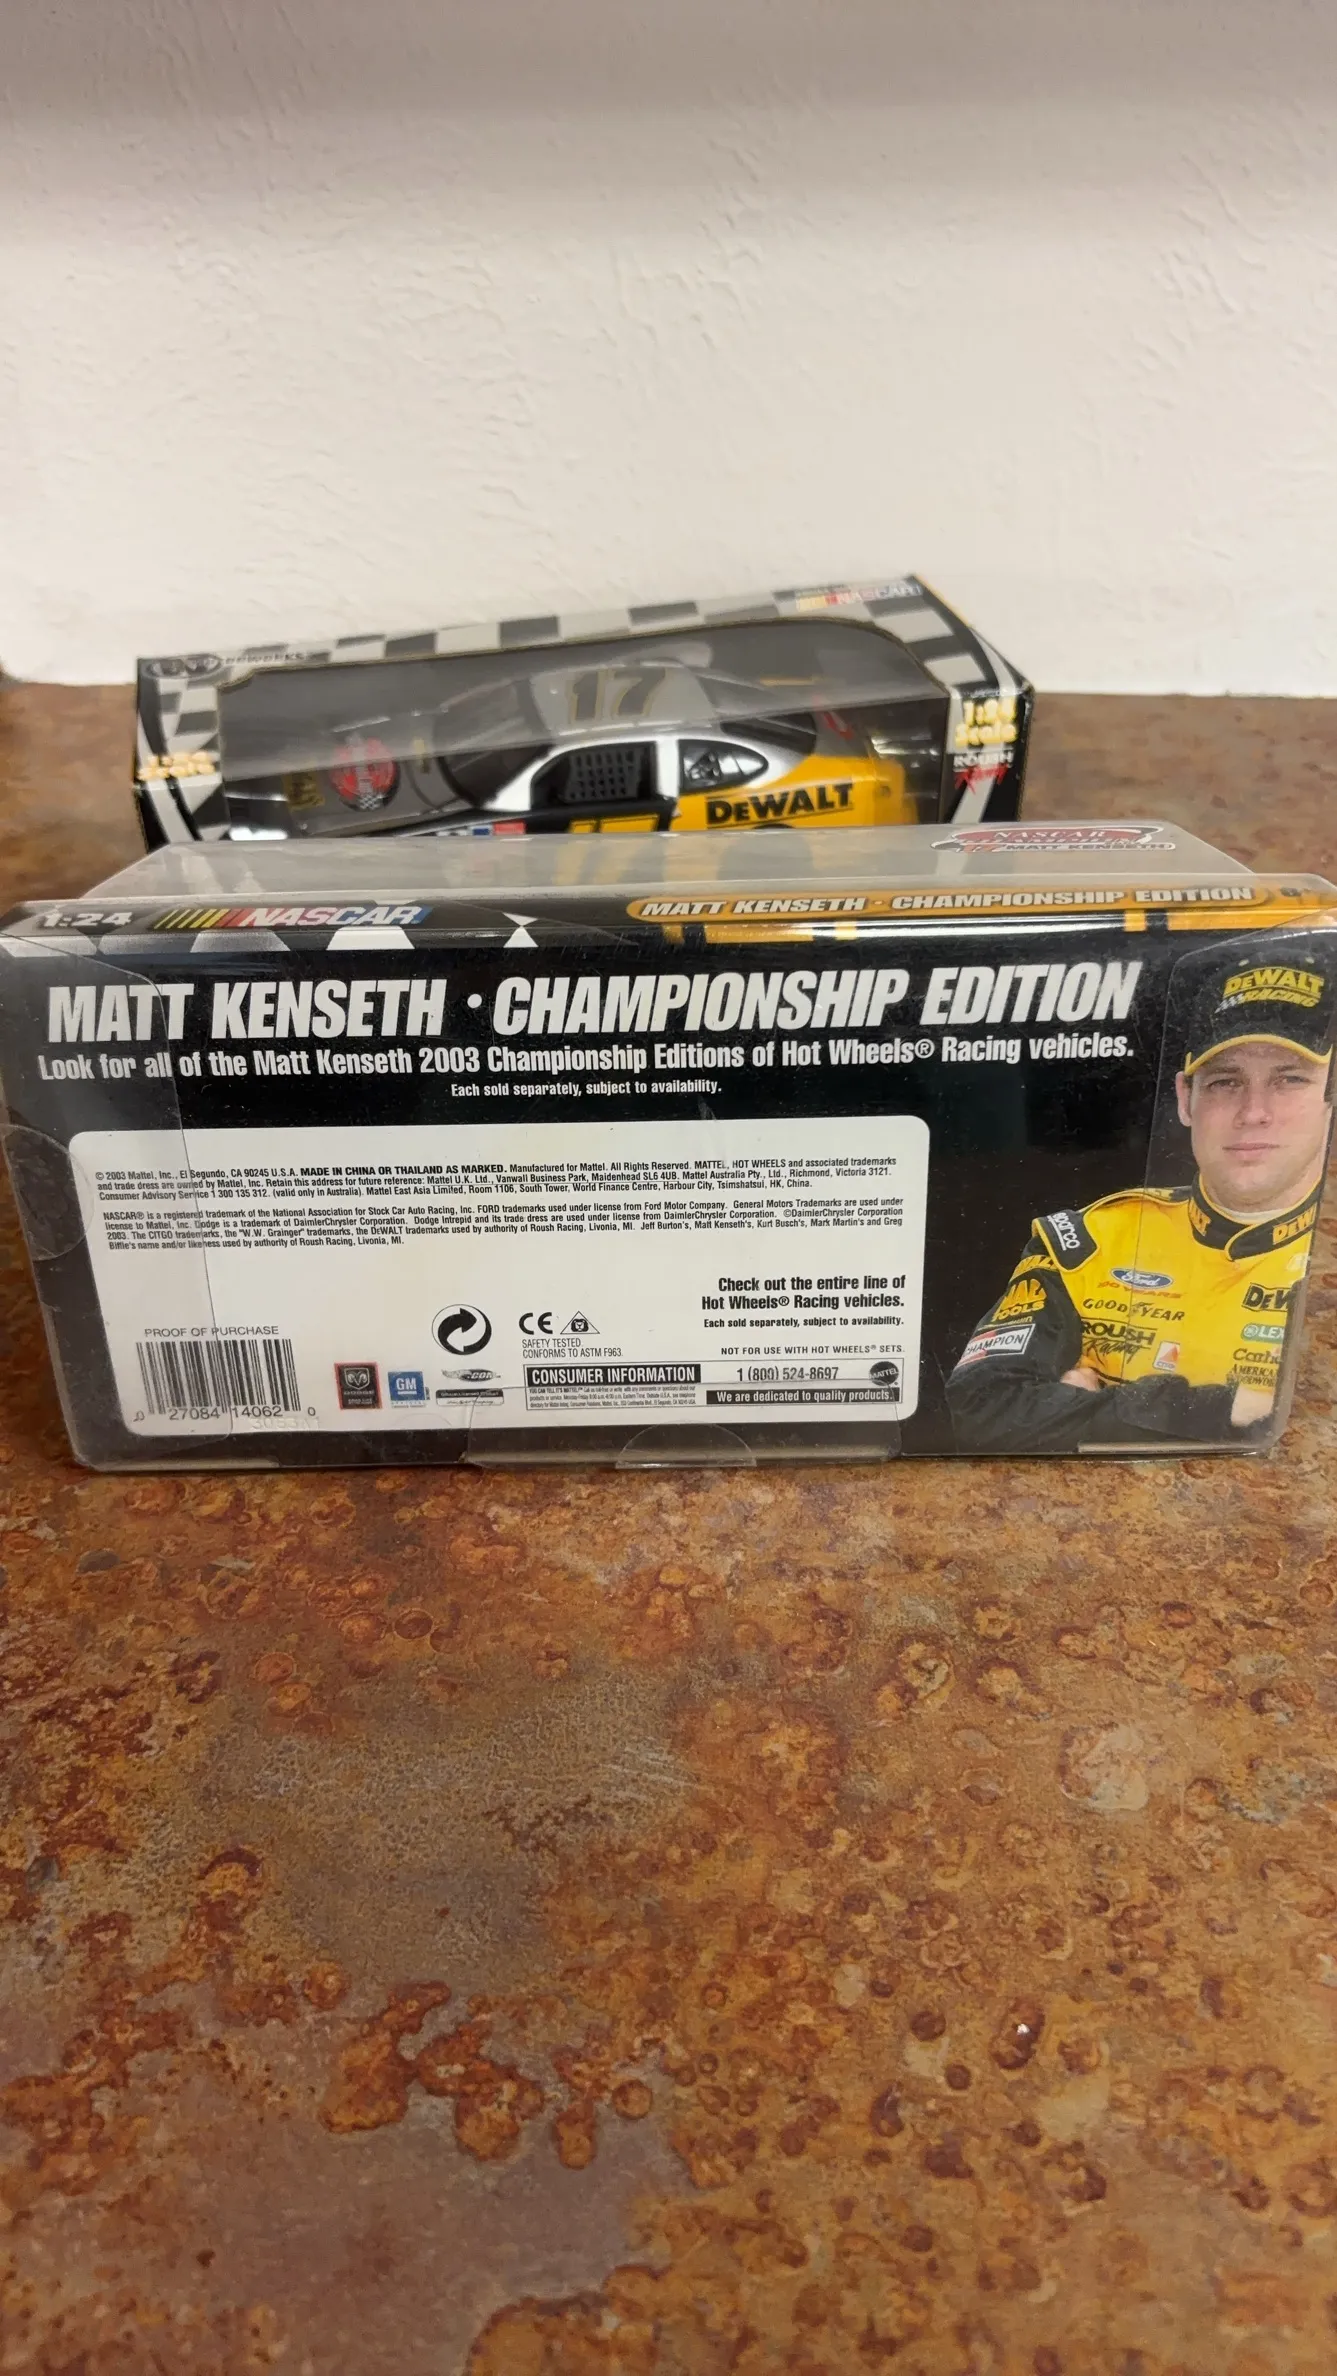 NASCAR
1:24
Scale
1:24
Scale
ROUSH
Racing
17
DEWALT
17
NASCAR
MATT KENSETH
1:24
NASCAR
MATT KENSETH · CHAMPIONSHIP EDITION
MATT KENSETH · CHAMPIONSHIP EDITION
Look for all of the Matt Kenseth 2003 Championship Editions of Hot Wheels® Racing vehicles.
Each sold separately, subject to availability.
© 2003 Mattel, Inc., El Segundo, CA 90245 U.S.A. MADE IN CHINA OR THAILAND AS MARKED. Manufactured for Mattel. All Rights Reserved. MATTEL, HOT WHEELS and associated trademarks
and trade dress are owned by Mattel, Inc. Retain this address for future reference: Mattel U.K. Ltd., Vanwall Business Park, Maidenhead SL6 4UB. Mattel Australia Pty., Ltd., Richmond, Victoria 3121.
Consumer Advisory Service 1 300 135 312. (valid only in Australia). Mattel East Asia Limited, Room 1106, South Tower, World Finance Centre, Harbour City, Tsimshatsui, HK, China.
NASCAR® is a registered trademark of the National Association for Stock Car Auto Racing, Inc. FORD trademarks used under license from Ford Motor Company. General Motors Trademarks are used under
license to Mattel, Inc. Dodge is a trademark of DaimlerChrysler Corporation. Dodge Intrepid and its trade dress are used under license from DaimlerChrysler Corporation. ©DaimlerChrysler Corporation
2003. The CITGO trademarks, the "W.W. Grainger" trademarks, the DEWALT trademarks used by authority of Roush Racing, Livonia, MI. Jeff Burton's, Matt Kenseth's, Kurt Busch's, Mark Martin's and Greg
Biffle's name and/or likeness used by authority of Roush Racing, Livonia, MI.
Check out the entire line of
Hot Wheels® Racing vehicles.
Each sold separately, subject to availability.
PROOF OF PURCHASE
0 27084 14062 0
GM
CE
SAFETY TESTED
CONFORMS TO ASTM F963.
NOT FOR USE WITH HOT WHEELS® SETS.
CONSUMER INFORMATION
1 (800) 524-8697
MATTEL
We are dedicated to quality products.
DEWALT
RACING
sparco
Ford
GOODYEAR
MAC
TOOLS
CHAMPION
ROUSH
Racing
DEW